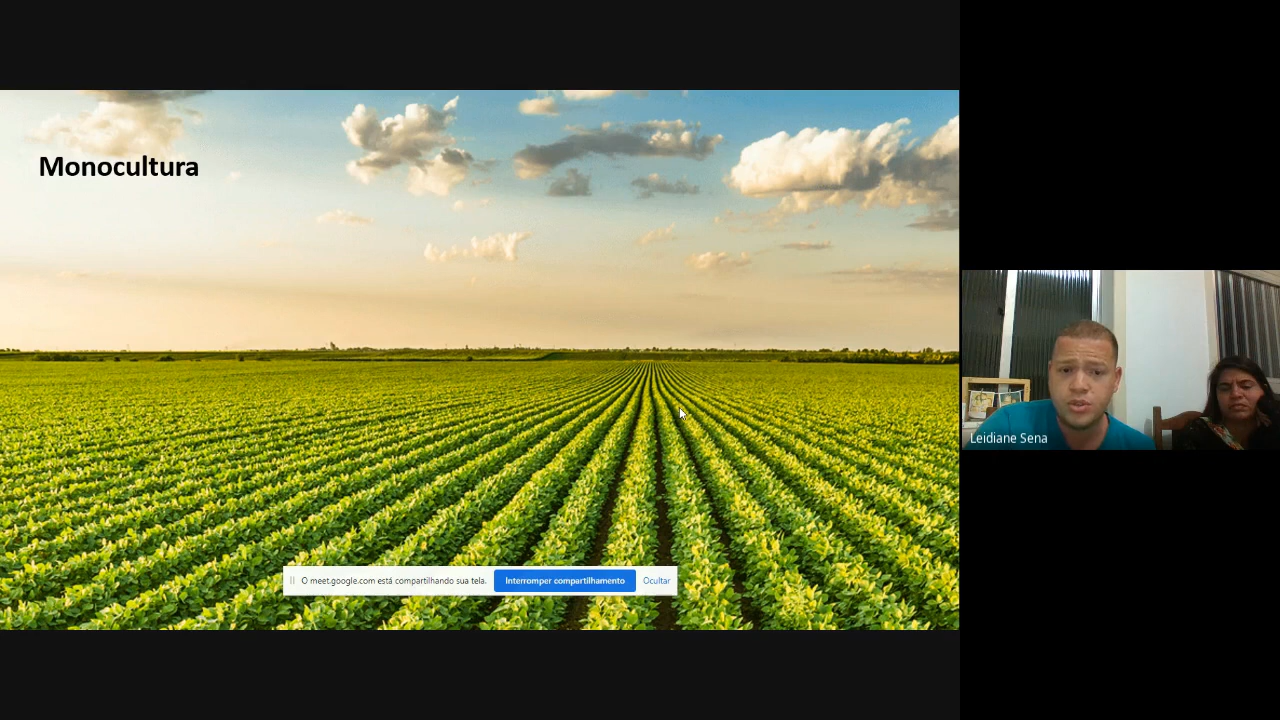 Monocultura
O meet.google.com está compartilhando sua tela. Interromper compartilhamento Ocultar
Leidiane Sena